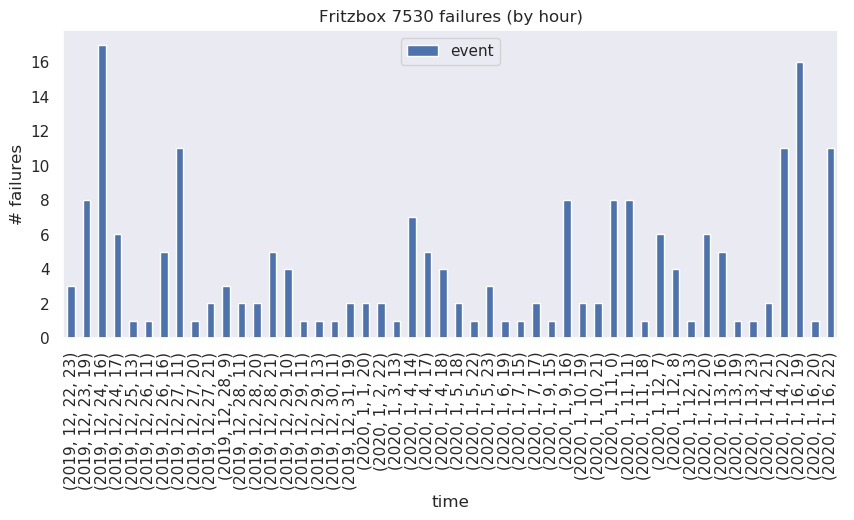 Fritzbox 7530 failures (by hour)
event
16
14
12
10
8
6
4
2
0
# failures
(2019, 12, 22, 23)
(2019, 12, 23, 19)
(2019, 12, 24, 16)
(2019, 12, 24, 17)
(2019, 12, 25, 13)
(2019, 12, 26, 11)
(2019, 12, 26, 16)
(2019, 12, 27, 11)
(2019, 12, 27, 20)
(2019, 12, 27, 21)
(2019, 12, 28, 9)
(2019, 12, 28, 11)
(2019, 12, 28, 20)
(2019, 12, 28, 21)
(2019, 12, 29, 10)
(2019, 12, 29, 11)
(2019, 12, 29, 13)
(2019, 12, 30, 11)
(2019, 12, 31, 19)
(2020, 1, 1, 20)
(2020, 1, 2, 22)
(2020, 1, 3, 13)
(2020, 1, 4, 14)
(2020, 1, 4, 17)
(2020, 1, 4, 18)
(2020, 1, 5, 18)
(2020, 1, 5, 22)
(2020, 1, 5, 23)
(2020, 1, 6, 19)
(2020, 1, 7, 15)
(2020, 1, 7, 17)
(2020, 1, 9, 15)
(2020, 1, 9, 16)
(2020, 1, 10, 19)
(2020, 1, 10, 21)
(2020, 1, 11, 0)
(2020, 1, 11, 11)
(2020, 1, 11, 18)
(2020, 1, 12, 7)
(2020, 1, 12, 8)
(2020, 1, 12, 13)
(2020, 1, 12, 20)
(2020, 1, 13, 16)
(2020, 1, 13, 19)
(2020, 1, 13, 23)
(2020, 1, 14, 21)
(2020, 1, 14, 22)
(2020, 1, 16, 19)
(2020, 1, 16, 20)
(2020, 1, 16, 22)
time